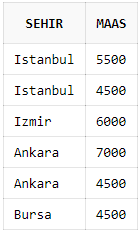 SEHIR MAAS
Istanbul 5500
Istanbul 4500
Izmir 6000
Ankara 7000
Ankara 4500
Bursa 4500